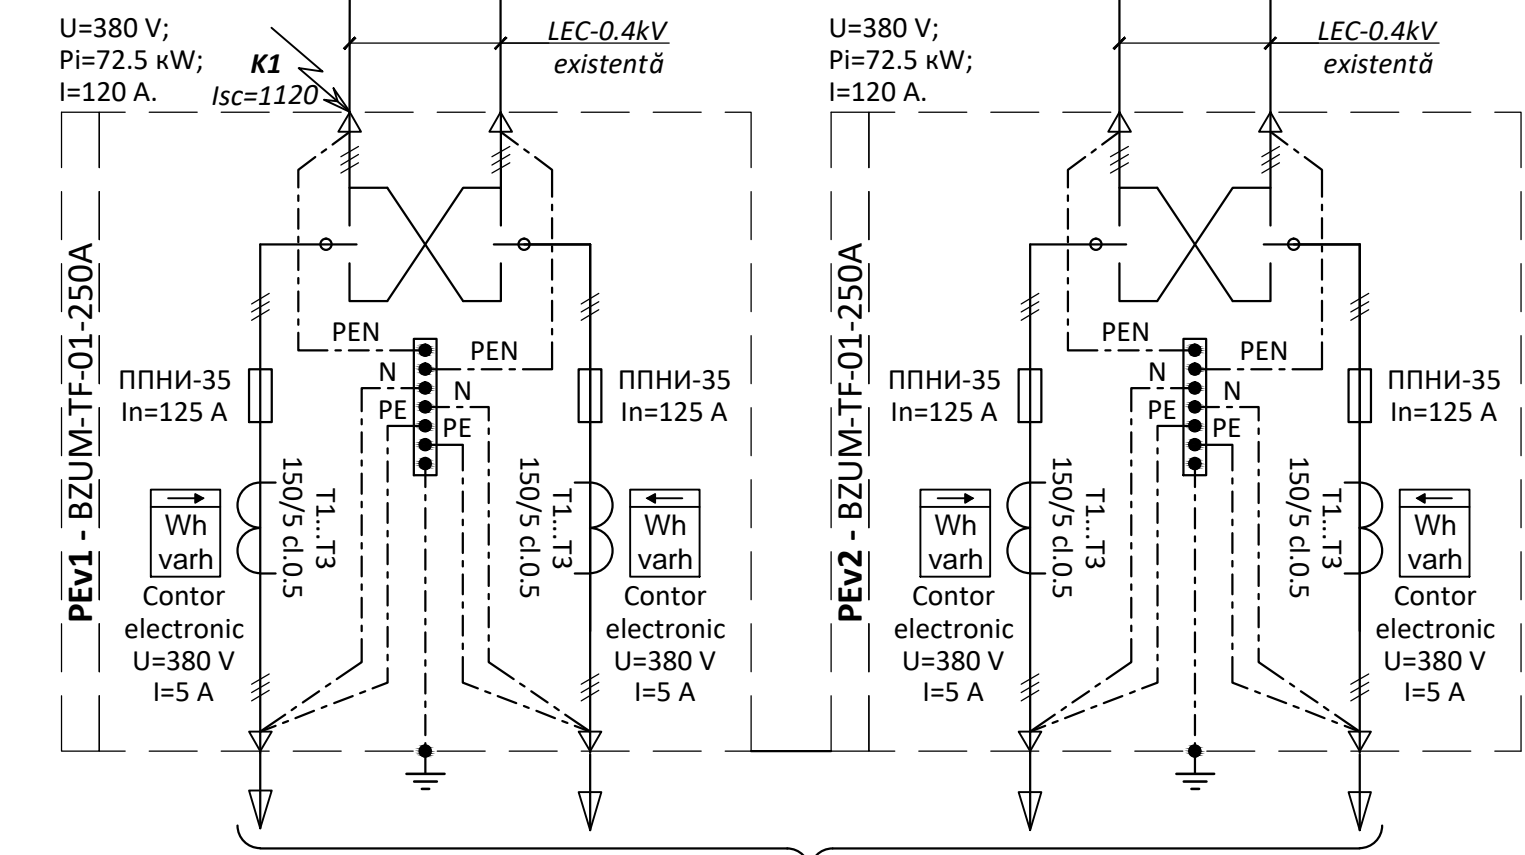 U=380 V;
Pi=72.5 кW;
I=120 A.
K1
Isc=1120
LEC-0.4kV
existentă
PEv1 - BZUM-TF-01-250A
PEN
PEN
N
N
PE
PE
ППНИ-35
In=125 A
ППНИ-35
In=125 A
T1...T3
150/5 cl.0.5
T1...T3
150/5 cl.0.5
Wh
varh
Contor
electronic
U=380 V
I=5 A
Wh
varh
Contor
electronic
U=380 V
I=5 A
U=380 V;
Pi=72.5 кW;
I=120 A.
LEC-0.4kV
existentă
PEv2 - BZUM-TF-01-250A
PEN
PEN
N
N
PE
PE
ППНИ-35
In=125 A
ППНИ-35
In=125 A
T1...T3
150/5 cl.0.5
T1...T3
150/5 cl.0.5
Wh
varh
Contor
electronic
U=380 V
I=5 A
Wh
varh
Contor
electronic
U=380 V
I=5 A